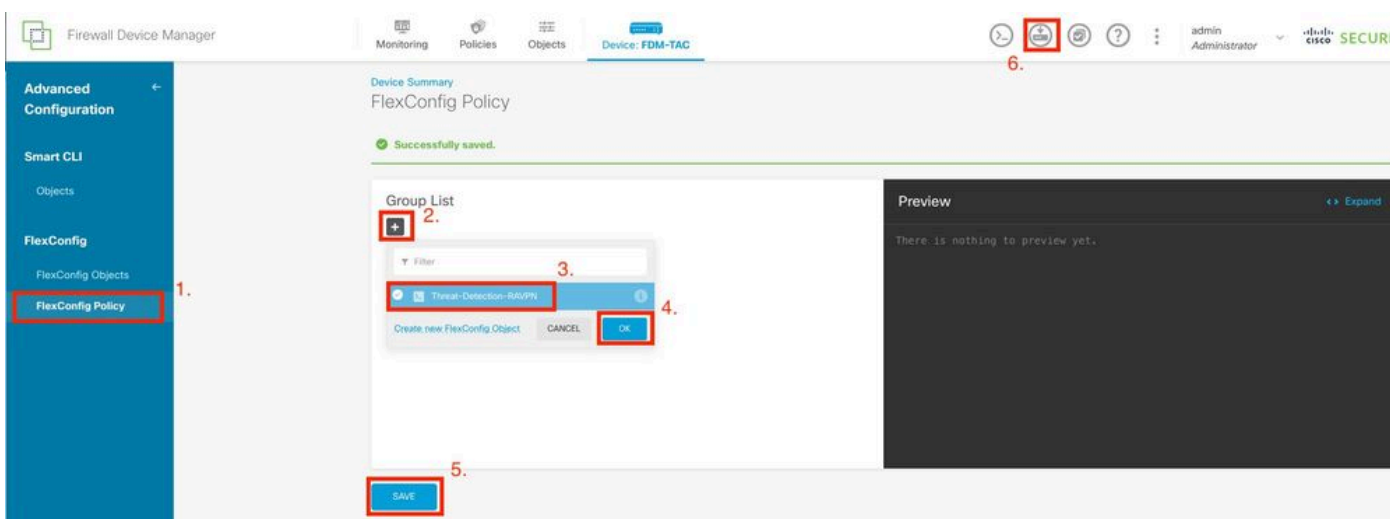 Firewall Device Manager
Monitoring
Policies
Objects
Device: FDM-TAC
6.
admin
Administrator
cisco SECUR
Advanced Configuration
Smart CLI
Objects
FlexConfig
FlexConfig Objects
FlexConfig Policy
1.
Device Summary
FlexConfig Policy
Successfully saved.
Group List
2.
Filter
3.
Threat-Detection-RAVPN
4.
Create new FlexConfig Object
CANCEL
OK
5.
SAVE
Preview
Expand
There is nothing to preview yet.